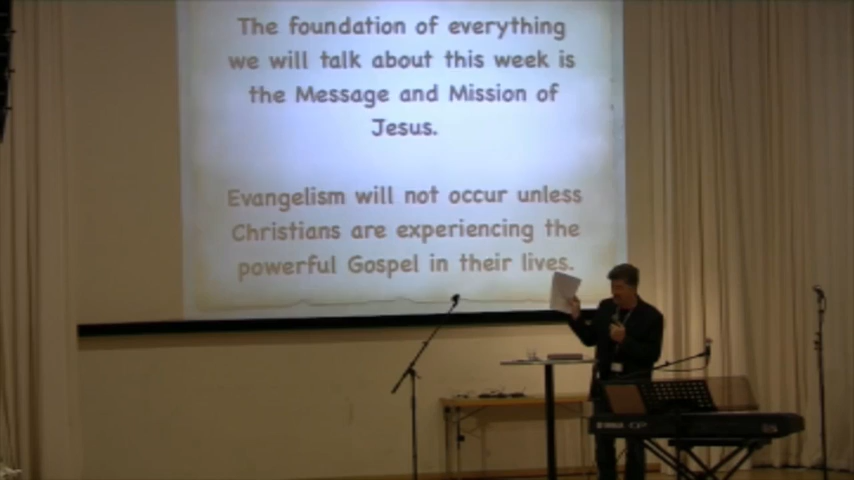 The foundation of everything
we will talk about this week is
the Message and Mission of
Jesus.
Evangelism will not occur unless
Christians are experiencing the
powerful Gospel in their lives.